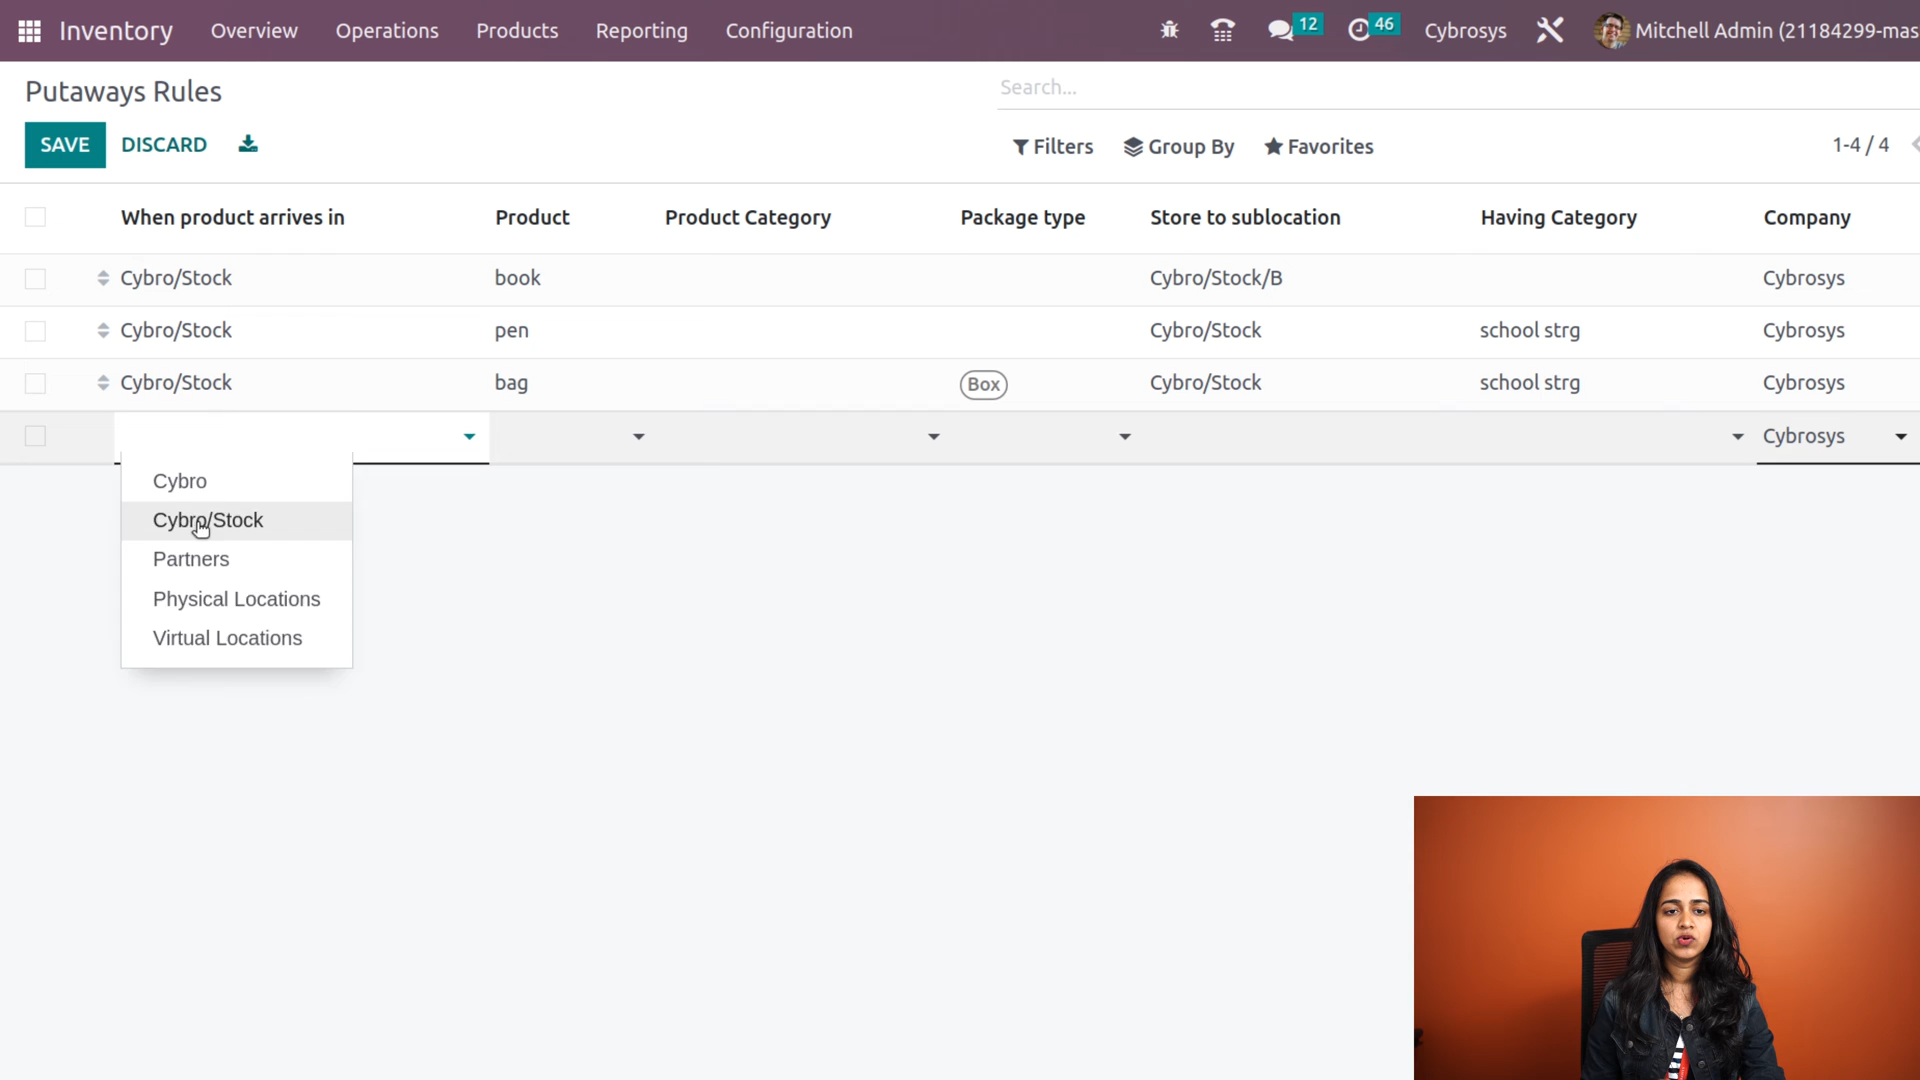 Inventory Overview Operations Products Reporting Configuration 12 46 Cybrosys Mitchell Admin (21184299-mas
Putaways Rules Search...
SAVE DISCARD Filters Group By Favorites 1-4 / 4
When product arrives in Product Product Category Package type Store to sublocation Having Category Company
Cybro/Stock book Cybro/Stock/B Cybrosys
Cybro/Stock pen Cybro/Stock school strg Cybrosys
Cybro/Stock bag Box Cybro/Stock school strg Cybrosys
Cybrosys
Cybro
Cybro/Stock
Partners
Physical Locations
Virtual Locations